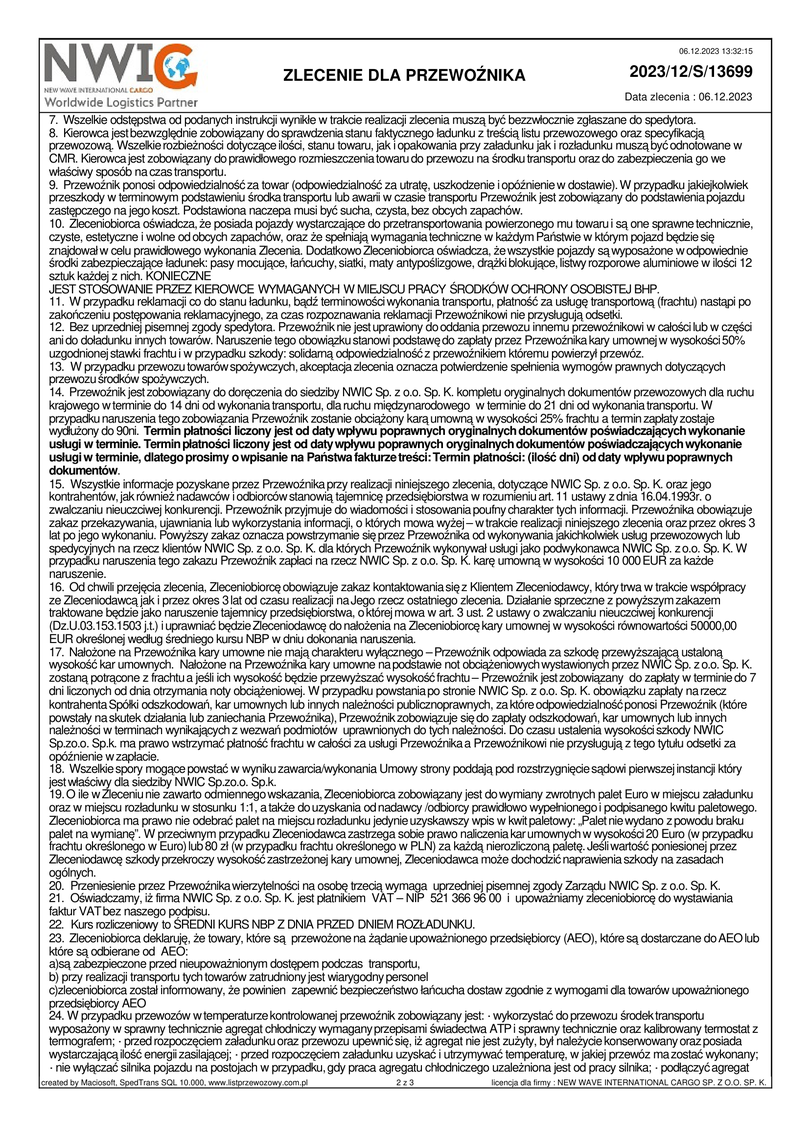 NWIC
NEW WAVE INTERNATIONAL CARGO
Worldwide Logistics Partner
ZLECENIE DLA PRZEWOŹNIKA
06.12.2023 13:32:15
2023/12/S/13699
Data zlecenia : 06.12.2023
7. Wszelkie odstępstwa od podanych instrukcji wynikłe w trakcie realizacji zlecenia muszą być bezzwłocznie zgłaszane do spedytora.
8. Kierowca jest bezwzględnie zobowiązany do sprawdzenia stanu faktycznego ładunku z treścią listu przewozowego oraz specyfikacją
przewozową. Wszelkie rozbieżności dotyczące ilości, stanu towaru, jak i opakowania przy załadunku jak i rozładunku muszą być odnotowane w
CMR. Kierowca jest zobowiązany do prawidłowego rozmieszczenia towaru do przewozu na środku transportu oraz do zabezpieczenia go we
właściwy sposób na czas transportu.
9. Przewoźnik ponosi odpowiedzialność za towar (odpowiedzialność za utratę, uszkodzenie i opóźnienie w dostawie). W przypadku jakiejkolwiek
przeszkody w terminowym podstawieniu środka transportu lub awarii w czasie transportu Przewoźnik jest zobowiązany do podstawienia pojazdu
zastępczego na jego koszt. Podstawiona naczepa musi być sucha, czysta, bez obcych zapachów.
10. Zleceniobiorca oświadcza, że posiada pojazdy wystarczające do przetransportowania powierzonego mu towaru i są one sprawne technicznie,
czyste, estetyczne i wolne od obcych zapachów, oraz że spełniają wymagania techniczne w każdym Państwie w którym pojazd będzie się
znajdował w celu prawidłowego wykonania Zlecenia. Dodatkowo Zleceniobiorca oświadcza, że wszystkie pojazdy są wyposażone w odpowiednie
środki zabezpieczające ładunek: pasy mocujące, łańcuchy, siatki, maty antypoślizgowe, drążki blokujące, listwy rozporowe aluminiowe w ilości 12
sztuk każdej z nich. KONIECZNE
JEST STOSOWANIE PRZEZ KIEROWCE WYMAGANYCH W MIEJSCU PRACY ŚRODKÓW OCHRONY OSOBISTEJ BHP.
11. W przypadku reklamacji co do stanu ładunku, bądź terminowości wykonania transportu, płatność za usługę transportową (frachtu) nastąpi po
zakończeniu postępowania reklamacyjnego, za czas rozpoznawania reklamacji Przewoźnikowi nie przysługują odsetki.
12. Bez uprzedniej pisemnej zgody spedytora. Przewoźnik nie jest uprawiony do oddania przewozu innemu przewoźnikowi w całości lub w części
ani do doładunku innych towarów. Naruszenie tego obowiązku stanowi podstawę do zapłaty przez Przewoźnika kary umownej w wysokości 50%
uzgodnionej stawki frachtu i w przypadku szkody: solidarną odpowiedzialność z przewoźnikiem któremu powierzył przewóz.
13. W przypadku przewozu towarów spożywczych, akceptacja zlecenia oznacza potwierdzenie spełnienia wymogów prawnych dotyczących
przewozu środków spożywczych.
14. Przewoźnik jest zobowiązany do doręczenia do siedziby NWIC Sp. z o.o. Sp. K. kompletu oryginalnych dokumentów przewozowych dla ruchu
krajowego w terminie do 14 dni od wykonania transportu, dla ruchu międzynarodowego w terminie do 21 dni od wykonania transportu. W
przypadku naruszenia tego zobowiązania Przewoźnik zostanie obciążony karą umowną w wysokości 25% frachtu a termin zapłaty zostaje
wydłużony do 90ni. Termin płatności liczony jest od daty wpływu poprawnych oryginalnych dokumentów poświadczających wykonanie
usługi w terminie. Termin płatności liczony jest od daty wpływu poprawnych oryginalnych dokumentów poświadczających wykonanie
usługi w terminie, dlatego prosimy o wpisanie na Państwa fakturze treści: Termin płatności: (ilość dni) od daty wpływu poprawnych
dokumentów.
15. Wszystkie informacje pozyskane przez Przewoźnika przy realizacji niniejszego zlecenia, dotyczące NWIC Sp. z o.o. Sp. K. oraz jego
kontrahentów, jak również nadawców i odbiorców stanowią tajemnicę przedsiębiorstwa w rozumieniu art. 11 ustawy z dnia 16.04.1993r. o
zwalczaniu nieuczciwej konkurencji. Przewoźnik przyjmuje do wiadomości i stosowania poufny charakter tych informacji. Przewoźnika obowiązuje
zakaz przekazywania, ujawniania lub wykorzystania informacji, o których mowa wyżej – w trakcie realizacji niniejszego zlecenia oraz przez okres 3
lat po jego wykonaniu. Powyższy zakaz oznacza powstrzymanie się przez Przewoźnika od wykonywania jakichkolwiek usług przewozowych lub
spedycyjnych na rzecz klientów NWIC Sp. z o.o. Sp. K. dla których Przewoźnik wykonywał usługi jako podwykonawca NWIC Sp. z o.o. Sp. K. W
przypadku naruszenia tego zakazu Przewoźnik zapłaci na rzecz NWIC Sp. z o.o. Sp. K. karę umowną w wysokości 10 000 EUR za każde
naruszenie.
16. Od chwili przejęcia zlecenia, Zleceniobiorcę obowiązuje zakaz kontaktowania się z Klientem Zleceniodawcy, który trwa w trakcie współpracy
ze Zleceniodawcą jak i przez okres 3 lat od czasu realizacji na Jego rzecz ostatniego zlecenia. Działanie sprzeczne z powyższym zakazem
traktowane będzie jako naruszenie tajemnicy przedsiębiorstwa, o której mowa w art. 3 ust. 2 ustawy o zwalczaniu nieuczciwej konkurencji
(Dz.U.03.153.1503 j.t.) i uprawniać będzie Zleceniodawcę do nałożenia na Zleceniobiorcę kary umownej w wysokości równowartości 50000,00
EUR określonej według średniego kursu NBP w dniu dokonania naruszenia.
17. Nałożone na Przewoźnika kary umowne nie mają charakteru wyłącznego – Przewoźnik odpowiada za szkodę przewyższającą ustaloną
wysokość kar umownych. Nałożone na Przewoźnika kary umowne na podstawie not obciążeniowych wystawionych przez NWIC Sp. z o.o. Sp. K.
zostaną potrącone z frachtu a jeśli ich wysokość będzie przewyższać wysokość frachtu – Przewoźnik jest zobowiązany do zapłaty w terminie do 7
dni liczonych od dnia otrzymania noty obciążeniowej. W przypadku powstania po stronie NWIC Sp. z o.o. Sp. K. obowiązku zapłaty na rzecz
kontrahenta Spółki odszkodowań, kar umownych lub innych należności publicznoprawnych, za które odpowiedzialność ponosi Przewoźnik (które
powstały na skutek działania lub zaniechania Przewoźnika), Przewoźnik zobowiązuje się do zapłaty odszkodowań, kar umownych lub innych
należności w terminach wynikających z wezwań podmiotów uprawnionych do tych należności. Do czasu ustalenia wysokości szkody NWIC
Sp.zo.o. Sp.k. ma prawo wstrzymać płatność frachtu w całości za usługi Przewoźnika a Przewoźnikowi nie przysługują z tego tytułu odsetki za
opóźnienie w zapłacie.
18. Wszelkie spory mogące powstać w wyniku zawarcia/wykonania Umowy strony poddają pod rozstrzygnięcie sądowi pierwszej instancji który
jest właściwy dla siedziby NWIC Sp.zo.o. Sp.k.
19. O ile w Zleceniu nie zawarto odmiennego wskazania, Zleceniobiorca zobowiązany jest do wymiany zwrotnych palet Euro w miejscu załadunku
oraz w miejscu rozładunku w stosunku 1:1, a także do uzyskania od nadawcy /odbiorcy prawidłowo wypełnionego i podpisanego kwitu paletowego.
Zleceniobiorca ma prawo nie odebrać palet na miejscu rozładunku jedynie uzyskawszy wpis w kwit paletowy: „Palet nie wydano z powodu braku
palet na wymianę”. W przeciwnym przypadku Zleceniodawca zastrzega sobie prawo naliczenia kar umownych w wysokości 20 Euro (w przypadku
frachtu określonego w Euro) lub 80 zł (w przypadku frachtu określonego w PLN) za każdą nierozliczoną paletę. Jeśli wartość poniesionej przez
Zleceniodawcę szkody przekroczy wysokość zastrzeżonej kary umownej, Zleceniodawca może dochodzić naprawienia szkody na zasadach
ogólnych.
20. Przeniesienie przez Przewoźnika wierzytelności na osobę trzecią wymaga uprzedniej pisemnej zgody Zarządu NWIC Sp. z o.o. Sp. K.
21. Oświadczamy, iż firma NWIC Sp. z o.o. Sp. K. jest płatnikiem VAT – NIP 521 366 96 00 i upoważniamy zleceniobiorcę do wystawiania
faktur VAT bez naszego podpisu.
22. Kurs rozliczeniowy to ŚREDNI KURS NBP Z DNIA PRZED DNIEM ROZŁADUNKU.
23. Zleceniobiorca deklaruję, że towary, które są przewożone na żądanie upoważnionego przedsiębiorcy (AEO), które są dostarczane do AEO lub
które są odbierane od AEO:
a)są zabezpieczone przed nieupoważnionym dostępem podczas transportu,
b) przy realizacji transportu tych towarów zatrudniony jest wiarygodny personel
c)zleceniobiorca został informowany, że powinien zapewnić bezpieczeństwo łańcucha dostaw zgodnie z wymogami dla towarów upoważnionego
przedsiębiorcy AEO
24. W przypadku przewozów w temperaturze kontrolowanej przewoźnik zobowiązany jest: · wykorzystać do przewozu środek transportu
wyposażony w sprawny technicznie agregat chłodniczy wymagany przepisami świadectwa ATP i sprawny technicznie oraz kalibrowany termostat z
termografem; · przed rozpoczęciem załadunku oraz przewozu upewnić się, iż agregat nie jest zużyty, był należycie konserwowany oraz posiada
wystarczającą ilość energii zasilającej; · przed rozpoczęciem załadunku uzyskać i utrzymywać temperaturę, w jakiej przewóz ma zostać wykonany;
· nie wyłączać silnika pojazdu na postojach w przypadku, gdy praca agregatu chłodniczego uzależniona jest od pracy silnika; · podłączyć agregat
created by Maciosoft, SpedTrans SQL 10.000, www.listprzewozowy.com.pl
2 z 3
licencja dla firmy : NEW WAVE INTERNATIONAL CARGO SP. Z O.O. SP. K.